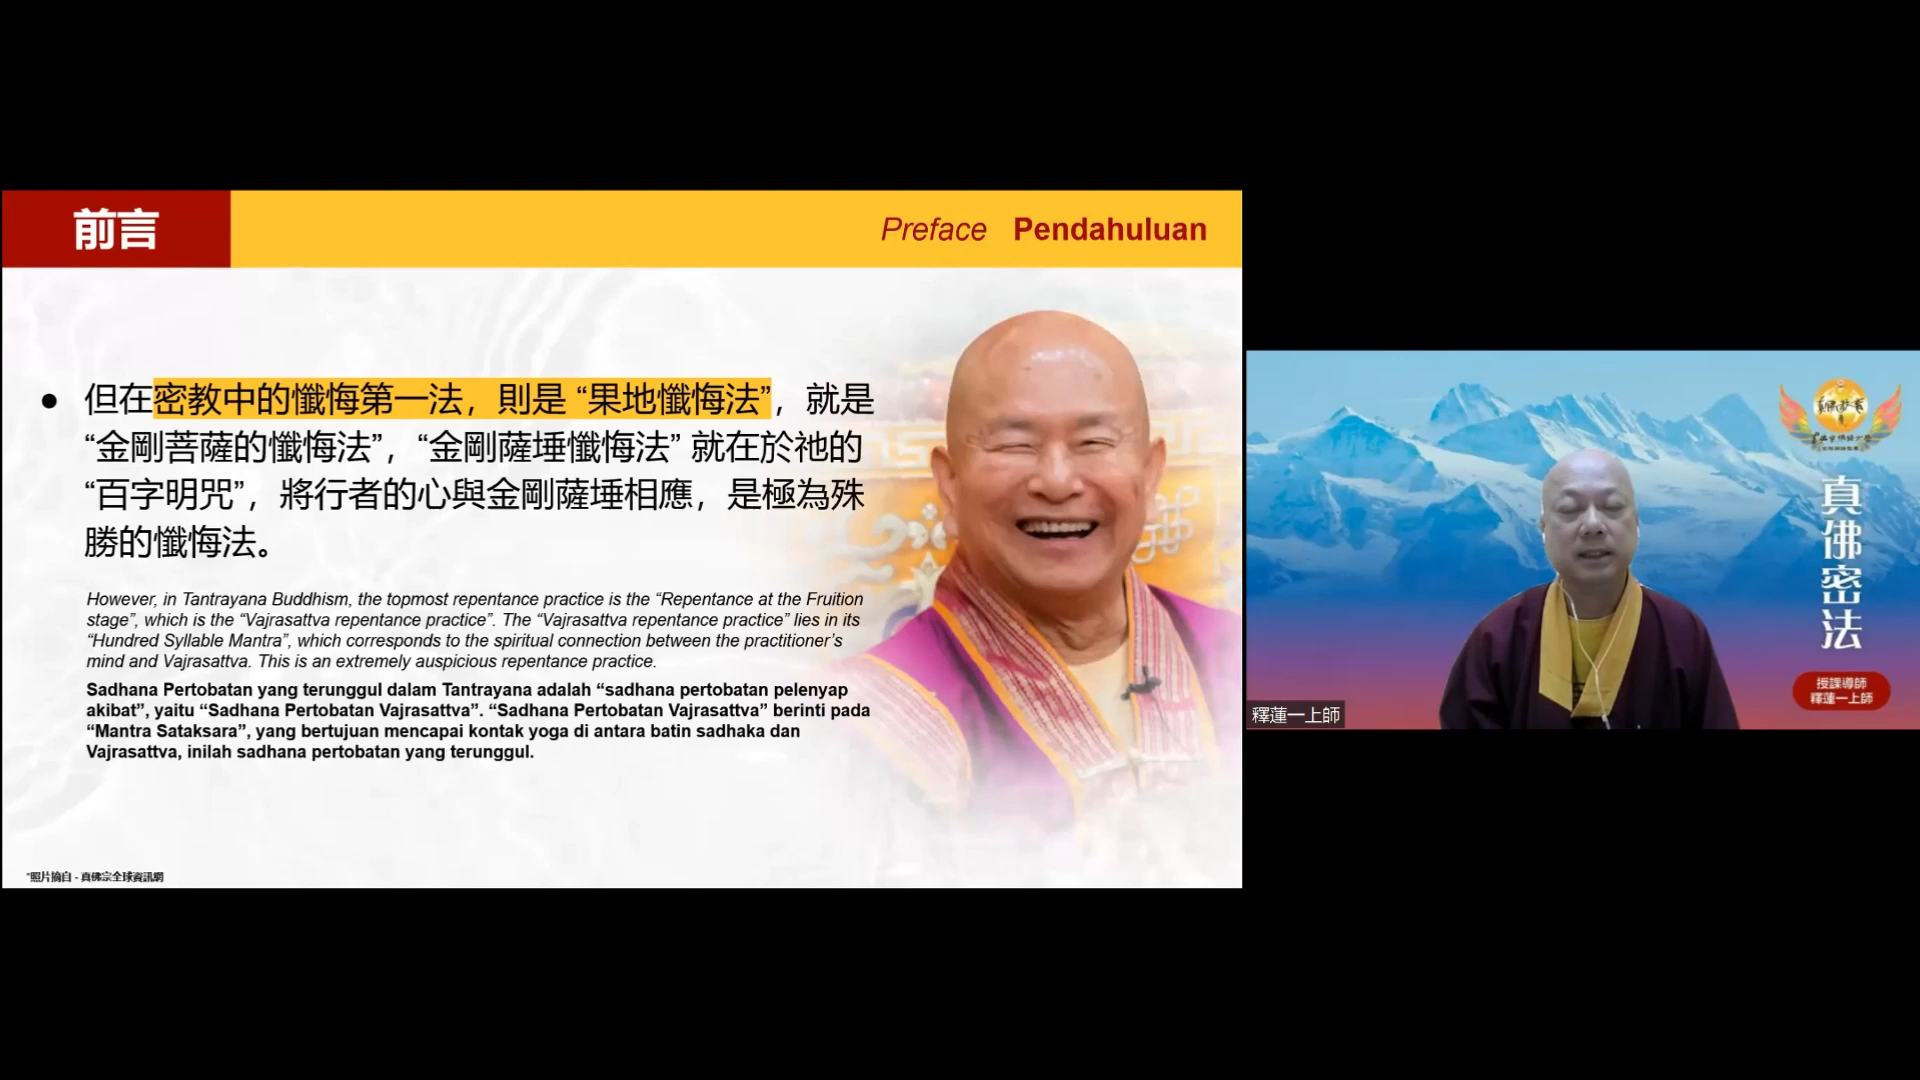 前言
Preface Pendahuluan
● 但在密教中的懺悔第一法，則是 “果地懺悔法”，就是
“金剛菩薩的懺悔法”，“金剛薩埵懺悔法” 就在於祂的
“百字明咒”，將行者的心與金剛薩埵相應，是極為殊
勝的懺悔法。
However, in Tantrayana Buddhism, the topmost repentance practice is the “Repentance at the Fruition
stage”, which is the “Vajrasattva repentance practice”. The “Vajrasattva repentance practice” lies in its
“Hundred Syllable Mantra”, which corresponds to the spiritual connection between the practitioner’s
mind and Vajrasattva. This is an extremely auspicious repentance practice.
Sadhana Pertobatan yang terunggul dalam Tantrayana adalah “sadhana pertobatan pelenyap
akibat”, yaitu “Sadhana Pertobatan Vajrasattva”. “Sadhana Pertobatan Vajrasattva” berinti pada
“Mantra Sataksara”, yang bertujuan mencapai kontak yoga di antara batin sadhaka dan
Vajrasattva, inilah sadhana pertobatan yang terunggul.
*照片摘自 - 真佛宗全球資訊網
真佛密法
授課導師
釋蓮一上師
釋蓮一上師